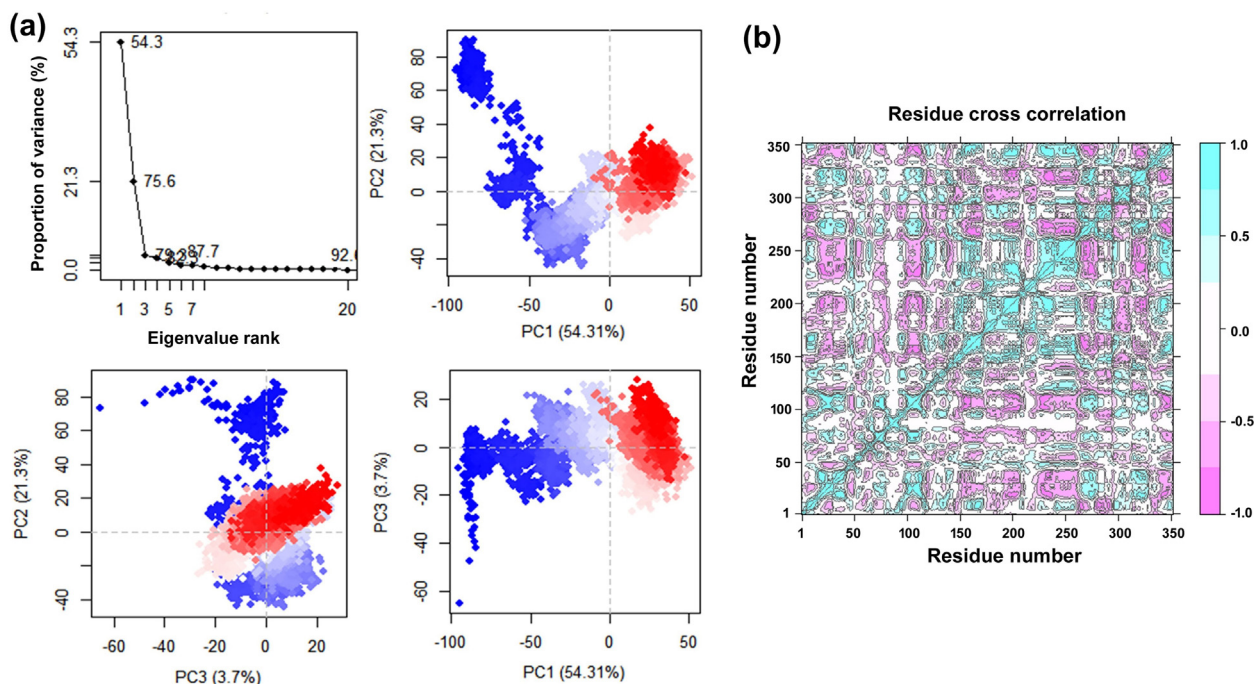 (a)
Proportion of variance (%)
54.3
21.3
0.0
54.3
75.6
87.7
92.0
1 3 5 7 20
Eigenvalue rank
PC2 (21.3%)
80
60
40
20
0
-40
-100 -50 0 50
PC1 (54.31%)
PC2 (21.3%)
80
60
40
20
0
-40
-60 -40 -20 0 20
PC3 (3.7%)
PC3 (3.7%)
20
0
-20
-40
-60
-100 -50 0 50
PC1 (54.31%)
(b)
Residue cross correlation
Residue number
350
300
250
200
150
100
50
1
1 50 100 150 200 250 300 350
Residue number
1.0
0.5
0.0
-0.5
-1.0